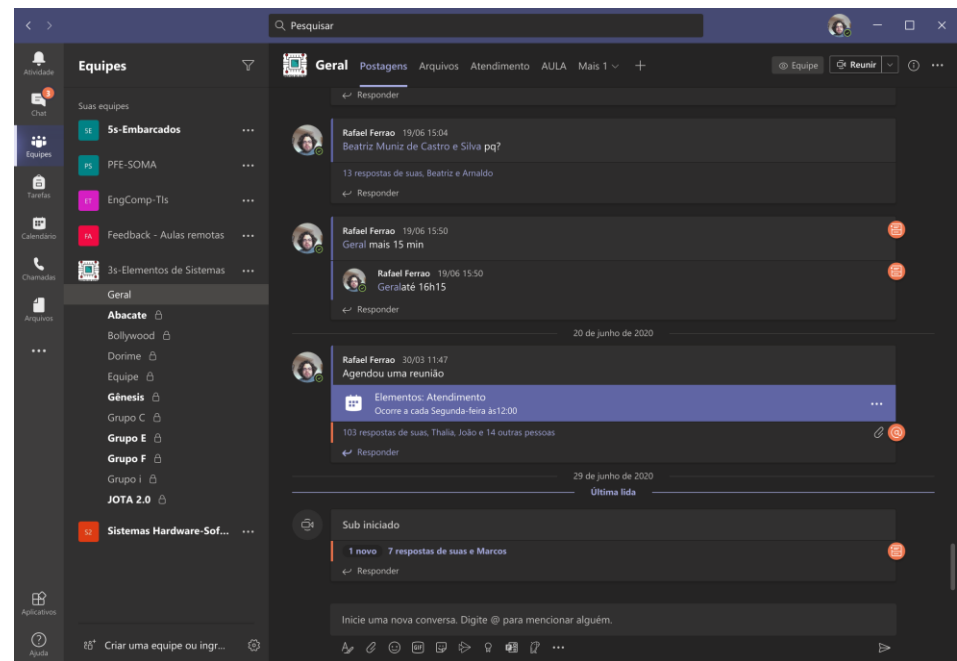 Pesquisar
Atividade
Chat
3
Equipes
Tarefas
Calendário
Chamadas
Arquivos
Aplicativos
Ajuda
Equipes
Suas equipes
SE 5s-Embarcados
PS PFE-SOMA
ET EngComp-TIs
FA Feedback - Aulas remotas
3s-Elementos de Sistemas
Geral
Abacate
Bollywood
Dorime
Equipe
Gênesis
Grupo C
Grupo E
Grupo F
Grupo i
JOTA 2.0
S2 Sistemas Hardware-Sof...
Criar uma equipe ou ingr...
Geral Postagens Arquivos Atendimento AULA Mais 1
Equipe Reunir
Responder
Rafael Ferrao 19/06 15:04
Beatriz Muniz de Castro e Silva pq?
13 respostas de suas, Beatriz e Arnaldo
Responder
Rafael Ferrao 19/06 15:50
Geral mais 15 min
Rafael Ferrao 19/06 15:50
Geralaté 16h15
Responder
20 de junho de 2020
Rafael Ferrao 30/03 11:47
Agendou uma reunião
Elementos: Atendimento
Ocorre a cada Segunda-feira às12:00
103 respostas de suas, Thalia, João e 14 outras pessoas
Responder
29 de junho de 2020
Última lida
Sub iniciado
1 novo 7 respostas de suas e Marcos
Responder
Inicie uma nova conversa. Digite @ para mencionar alguém.
GIF